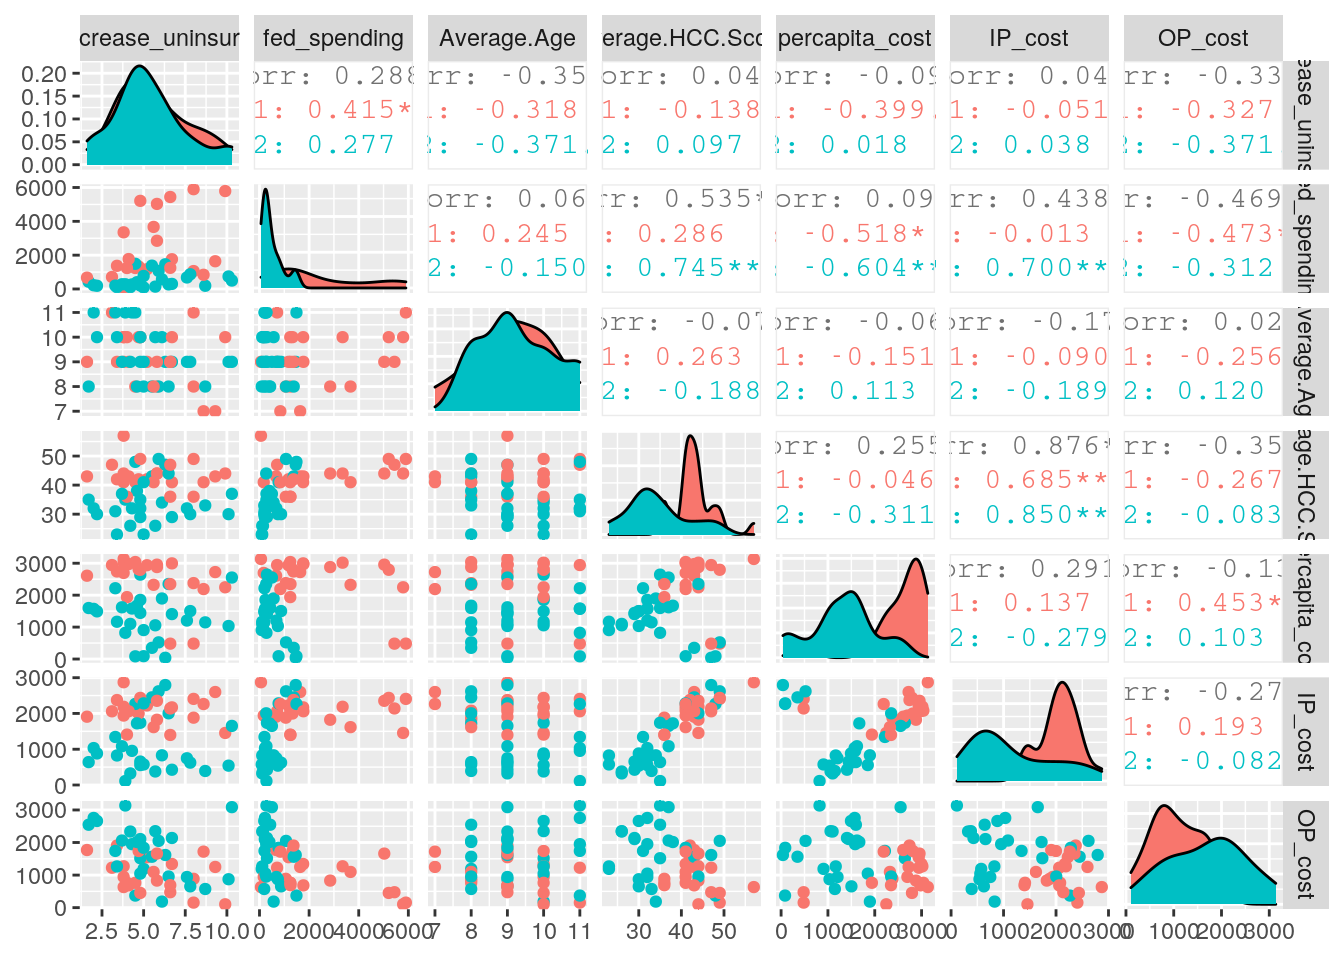 crease_uninsur fed_spending Average.Age erage.HCC.Sco percapita_cost IP_cost OP_cost
0.20 orr: 0.288 rr: -0.35 orr: 0.04 orr: -0.09 orr: 0.04 orr: -0.33
0.15 1: 0.415* : -0.318 1: -0.138 : -0.399. 1: -0.051 : -0.327
0.10 2: 0.277 2: -0.371. 2: 0.097 2: 0.018 2: 0.038 2: -0.371
0.05
0.00
ease_unins
6000 orr: 0.06 rr: 0.535* orr: 0.09 orr: 0.438 rr: -0.469
4000 1: 0.245 : 0.286 : -0.518* : -0.013 : -0.473*
2000 2: -0.150 : 0.745** : -0.604** : 0.700** 2: -0.312
0
d_spendin
11 orr: -0.07 orr: -0.06 orr: -0.17 orr: 0.02
10
9 1: 0.263 1: -0.151 1: -0.090 1: -0.256
8 2: -0.188 2: 0.113 2: -0.189 2: 0.120
7
verage.Ag
50 orr: 0.255 orr: 0.876* orr: -0.35
40 1: -0.046 : 0.685** 1: -0.267
30 2: -0.311 : 0.850** 2: -0.083
age.HCC.S
3000 orr: 0.291 orr: -0.13
2000 1: 0.137 1: 0.453*
1000 2: -0.279 2: 0.103
0
rcapita_co
3000 rr: -0.27
2000 1: 0.193
1000 2: -0.082
0
IP_cost
3000
2000
1000
0
OP_cost
2.5 5.0 7.5 10.0 0 2000 4000 6000 7 8 9 10 11 30 40 50 0 1000 2000 3000 0 1000 2000 3000 0 1000 2000 3000